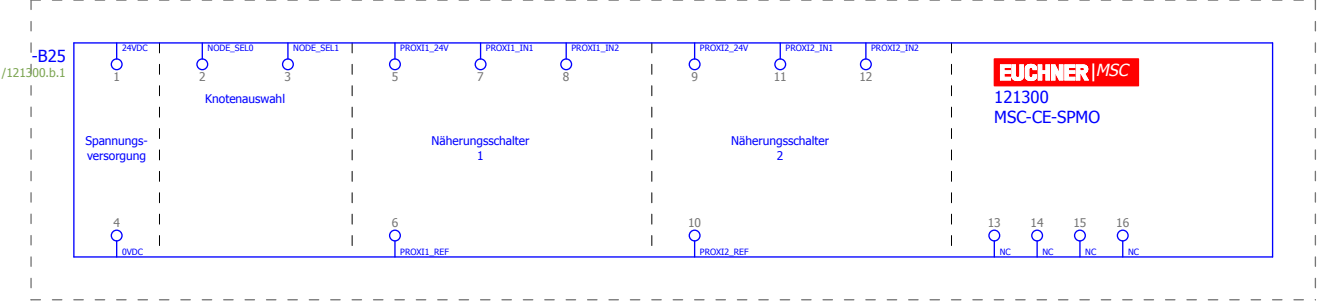 -B25
/121300.b.1
24VDC
NODE_SEL0
NODE_SEL1
PROXI1_24V
PROXI1_IN1
PROXI1_IN2
PROXI2_24V
PROXI2_IN1
PROXI2_IN2
1
2
3
5
7
8
9
11
12
EUCHNER|MSC
121300
MSC-CE-SPMO
Knotenauswahl
Spannungs-
versorgung
Näherungsschalter
1
Näherungsschalter
2
4
6
10
13
14
15
16
0VDC
PROXI1_REF
PROXI2_REF
NC
NC
NC
NC